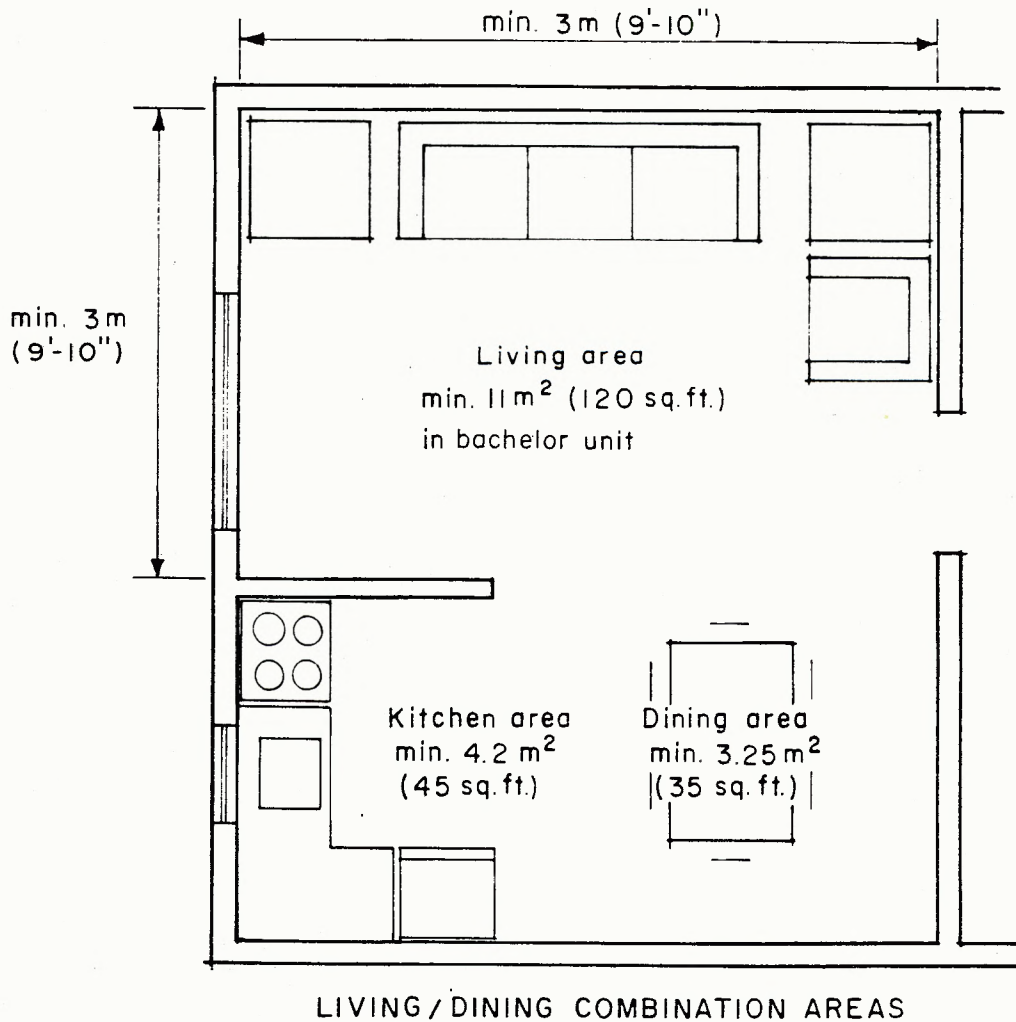 min. 3m (9'-10")
min. 3m
(9'-10")
Living area
min. 11m² (120 sq.ft.)
in bachelor unit
Kitchen area
min. 4.2 m²
(45 sq.ft.)
Dining area
min. 3.25m²
(35 sq.ft.)
LIVING/DINING COMBINATION AREAS